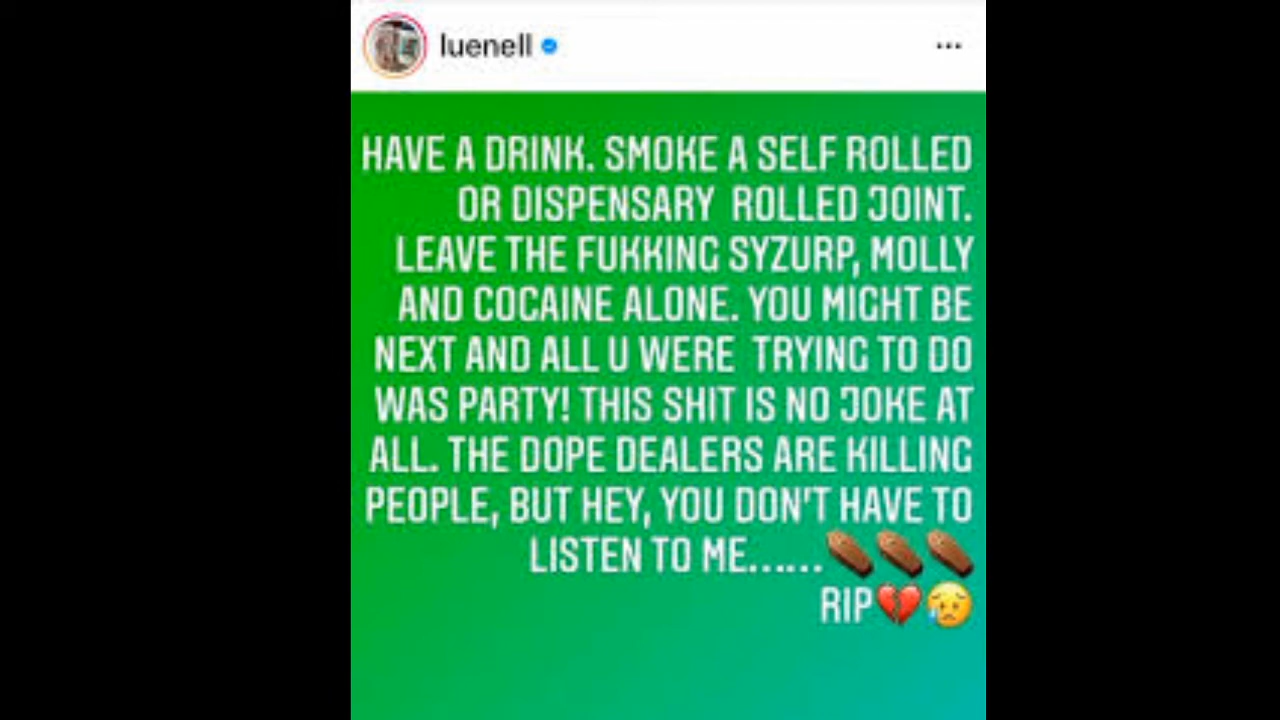 luenell
HAVE A DRINK. SMOKE A SELF ROLLED
OR DISPENSARY ROLLED JOINT.
LEAVE THE FUKKING SYZURP, MOLLY
AND COCAINE ALONE. YOU MIGHT BE
NEXT AND ALL U WERE TRYING TO DO
WAS PARTY! THIS SHIT IS NO JOKE AT
ALL. THE DOPE DEALERS ARE KILLING
PEOPLE, BUT HEY, YOU DON'T HAVE TO
LISTEN TO ME......⚰️⚰️⚰️
RIP💔😥